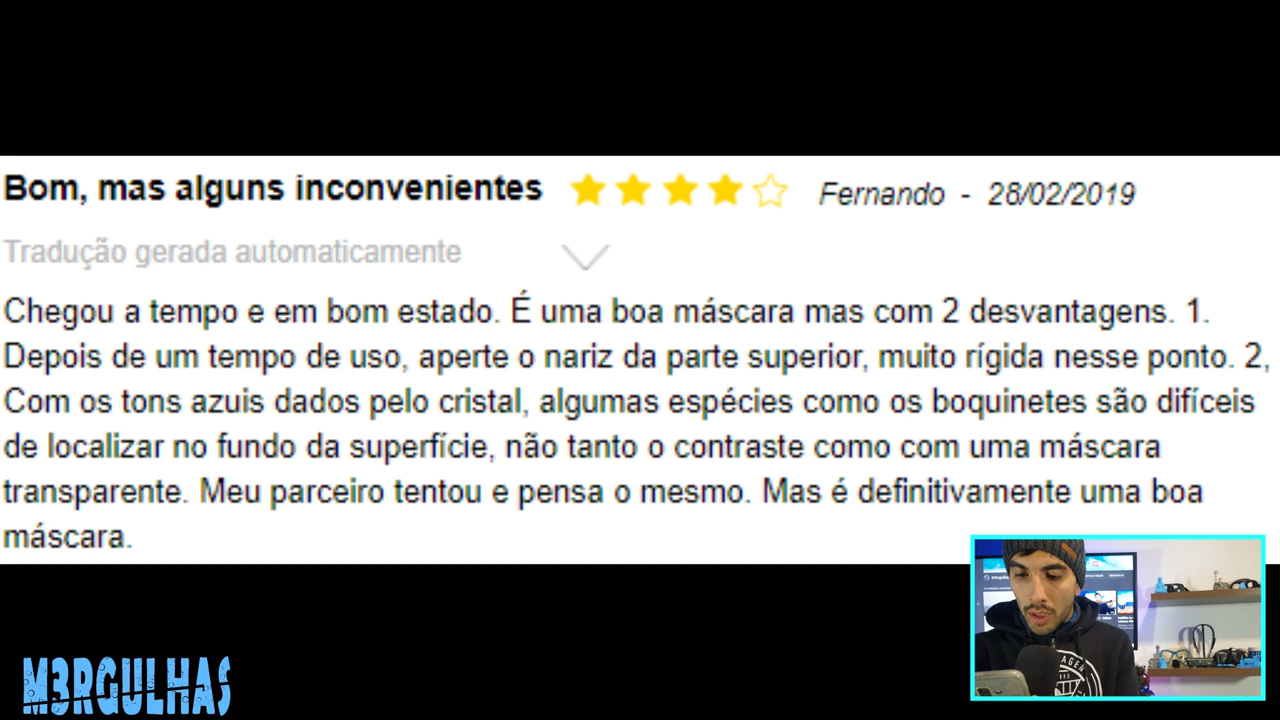 Bom, mas alguns inconvenientes Fernando - 28/02/2019
Tradução gerada automaticamente
Chegou a tempo e em bom estado. É uma boa máscara mas com 2 desvantagens. 1.
Depois de um tempo de uso, aperte o nariz da parte superior, muito rígida nesse ponto. 2,
Com os tons azuis dados pelo cristal, algumas espécies como os boquinetes são difíceis
de localizar no fundo da superfície, não tanto o contraste como com uma máscara
transparente. Meu parceiro tentou e pensa o mesmo. Mas é definitivamente uma boa
máscara.
M3RGULHAS